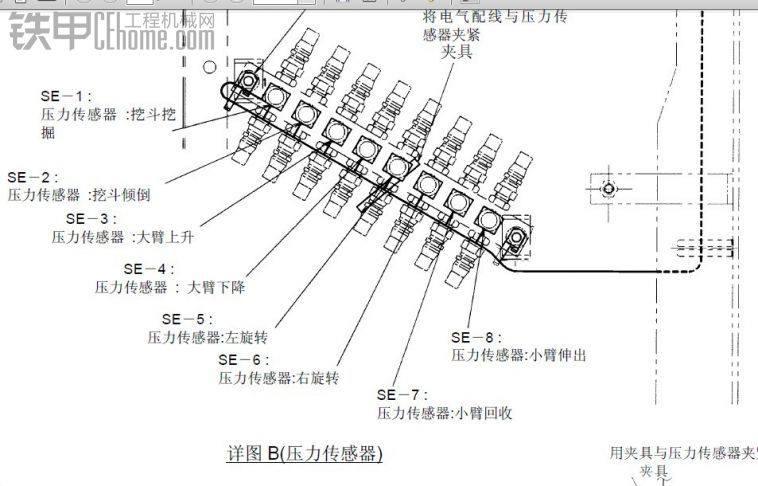 铁甲工程机械网
CEhome.com
将电气配线与压力传
感器夹紧
夹具
SE－1：
压力传感器 :挖斗挖
掘
SE－2：
压力传感器 :挖斗倾倒
SE－3：
压力传感器 :大臂上升
SE－4：
压力传感器 : 大臂下降
SE－5：
压力传感器:左旋转
SE－6：
压力传感器:右旋转
SE－7：
压力传感器:小臂回收
SE－8：
压力传感器:小臂伸出
详图 B(压力传感器)
用夹具与压力传感器夹紧
夹具